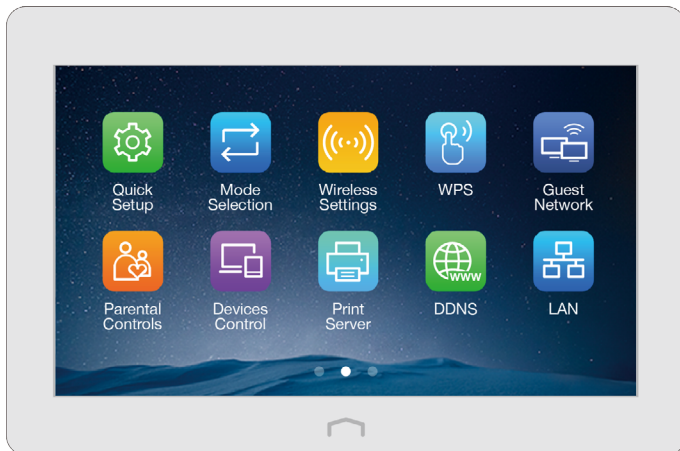 Quick
Setup
Mode
Selection
Wireless
Settings
WPS
Guest
Network
Parental
Controls
Devices
Control
Print
Server
www
DDNS
LAN